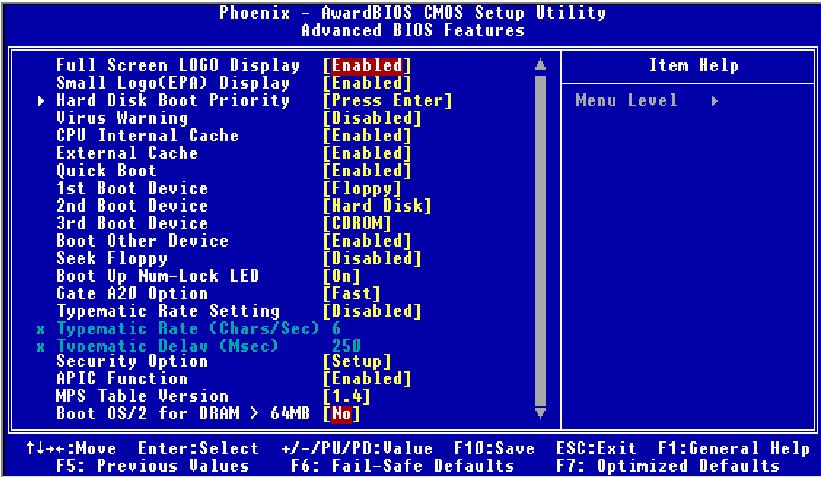 Phoenix - AwardBIOS CMOS Setup Utility
Advanced BIOS Features
Full Screen LOGO Display [Enabled]
Small Logo(EPA) Display [Enabled]
Hard Disk Boot Priority [Press Enter]
Virus Warning [Disabled]
CPU Internal Cache [Enabled]
External Cache [Enabled]
Quick Boot [Enabled]
1st Boot Device [Floppy]
2nd Boot Device [Hard Disk]
3rd Boot Device [CDROM]
Boot Other Device [Enabled]
Seek Floppy [Disabled]
Boot Up Num-Lock LED [On]
Gate A20 Option [Fast]
Typematic Rate Setting [Disabled]
x Typematic Rate (Chars/Sec) 6
x Typematic Delay (Msec) 250
Security Option [Setup]
APIC Function [Enabled]
MPS Table Version [1.4]
Boot OS/2 for DRAM > 64MB [No]
Item Help
Menu Level
↑↓→←:Move Enter:Select +/-/PU/PD:Value F10:Save ESC:Exit F1:General Help
F5: Previous Values F6: Fail-Safe Defaults F7: Optimized Defaults